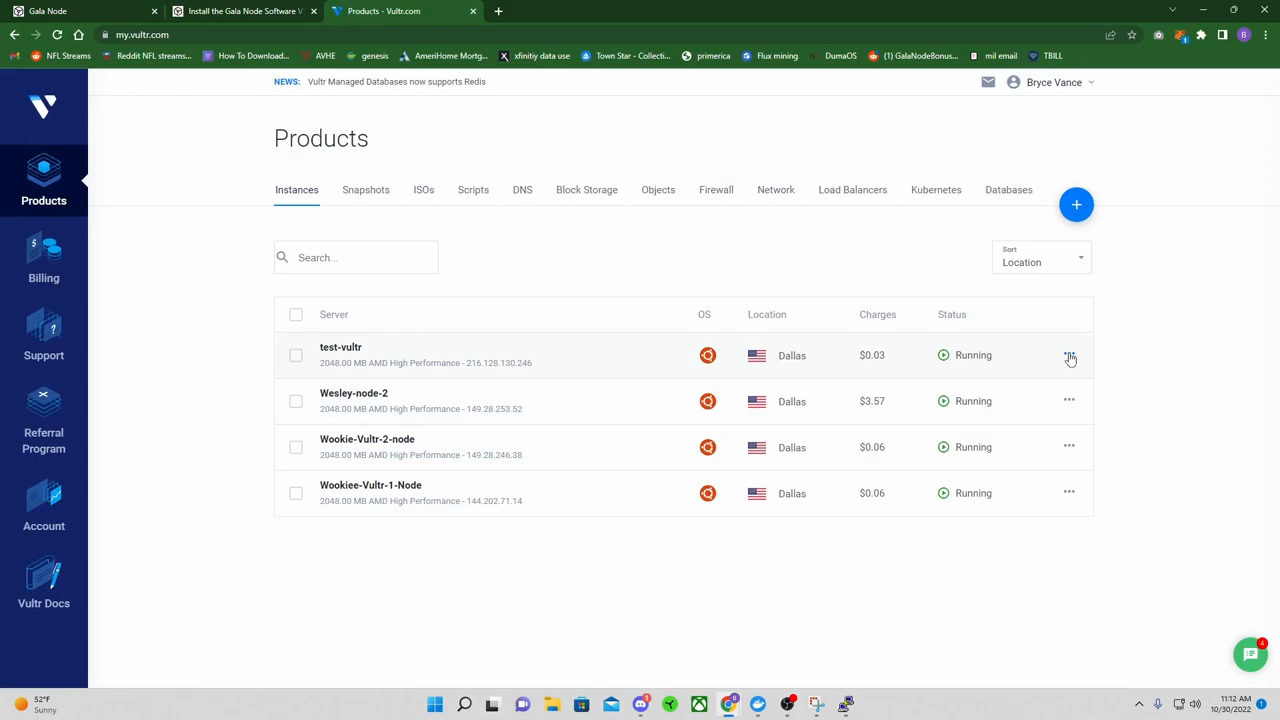 Gala Node
Install the Gala Node Software V
Products - Vultr.com
my.vultr.com
NFL Streams
Reddit NFL streams...
How To Download...
AVHE
genesis
AmeriHome Mortg...
xfinity data use
Town Star - Collecti...
primerica
Flux mining
DumaOS
(1) GalaNodeBonus...
mil email
TBILL
NEWS: Vultr Managed Databases now supports Redis
Bryce Vance
Products
Billing
Support
Referral
Program
Account
Vultr Docs
Products
Instances Snapshots ISOs Scripts DNS Block Storage Objects Firewall Network Load Balancers Kubernetes Databases
+
Search...
Sort
Location
Server OS Location Charges Status
test-vultr
2048.00 MB AMD High Performance - 216.128.130.246
Dallas $0.03 Running
Wesley-node-2
2048.00 MB AMD High Performance - 149.28.253.52
Dallas $3.57 Running
Wookie-Vultr-2-node
2048.00 MB AMD High Performance - 149.28.246.38
Dallas $0.06 Running
Wookiee-Vultr-1-Node
2048.00 MB AMD High Performance - 144.202.71.14
Dallas $0.06 Running
4
52°F
Sunny
11:12 AM
10/30/2022